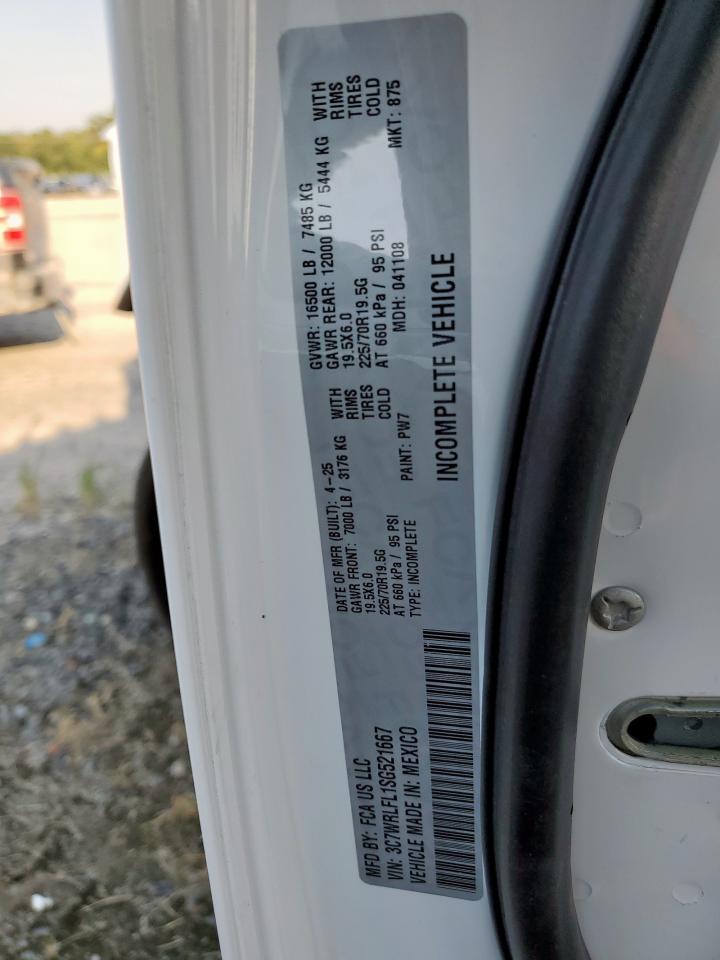 MFD BY: FCA US LLC
VIN: 3C7WRLFL1SG521667
VEHICLE MADE IN: MEXICO
DATE OF MFR (BUILT): 4-25
GAWR FRONT: 7000 LB / 3176 KG WITH
19.5X6.0 RIMS
225/70R19.5G TIRES
AT 660 kPa / 95 PSI COLD
TYPE: INCOMPLETE PAINT: PW7
GVWR: 16500 LB / 7485 KG
GAWR REAR: 12000 LB / 5444 KG WITH
19.5X6.0 RIMS
225/70R19.5G TIRES
AT 660 kPa / 95 PSI COLD
MDH: 041108 MKT: 875
INCOMPLETE VEHICLE